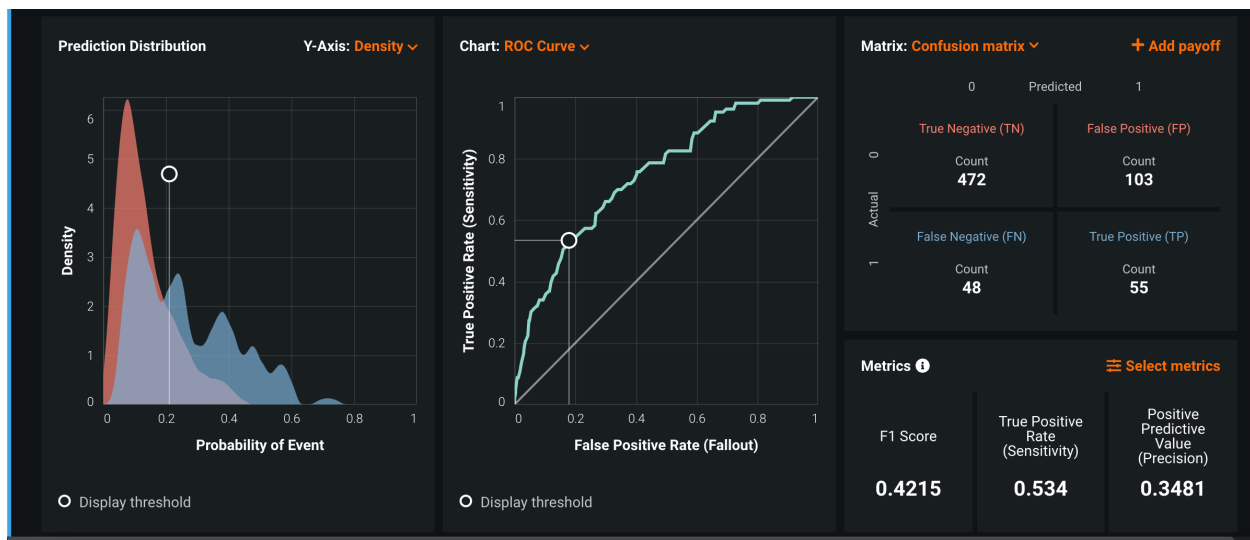 Prediction Distribution
Y-Axis: Density
6
5
4
3
2
1
0
Density
0
0.2
0.4
0.6
0.8
1
Probability of Event
Display threshold
Chart: ROC Curve
1
0.8
0.6
0.4
0.2
0
True Positive Rate (Sensitivity)
0
0.2
0.4
0.6
0.8
1
False Positive Rate (Fallout)
Display threshold
Matrix: Confusion matrix
+ Add payoff
0 Predicted 1
Actual
0
1
True Negative (TN)
Count
472
False Positive (FP)
Count
103
False Negative (FN)
Count
48
True Positive (TP)
Count
55
Metrics
Select metrics
F1 Score
0.4215
True Positive
Rate
(Sensitivity)
0.534
Positive
Predictive
Value
(Precision)
0.3481